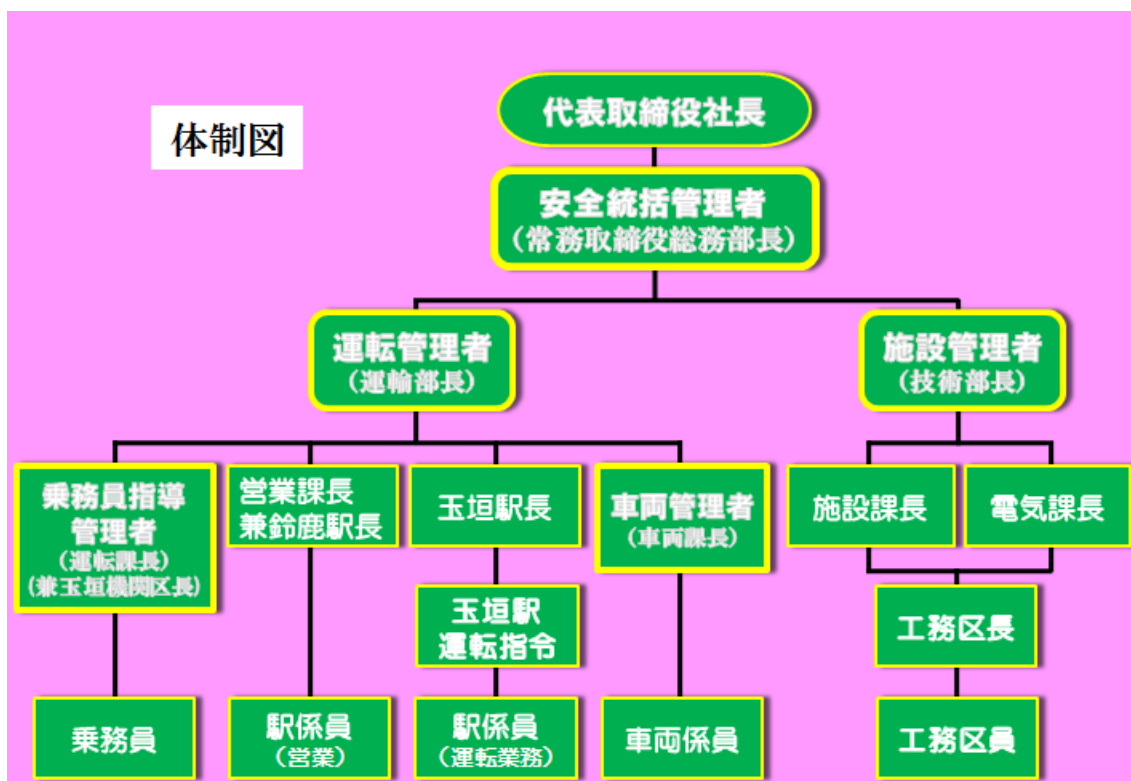 体制図
代表取締役社長
安全統括管理者
(常務取締役総務部長)
運転管理者
(運輸部長)
施設管理者
(技術部長)
乗務員指導
管理者
(運転課長)
(兼玉垣機関区長)
営業課長
兼鈴鹿駅長
玉垣駅長
車両管理者
(車両課長)
施設課長
電気課長
玉垣駅
運転指令
工務区長
乗務員
駅係員
(営業)
駅係員
(運転業務)
車両係員
工務区員